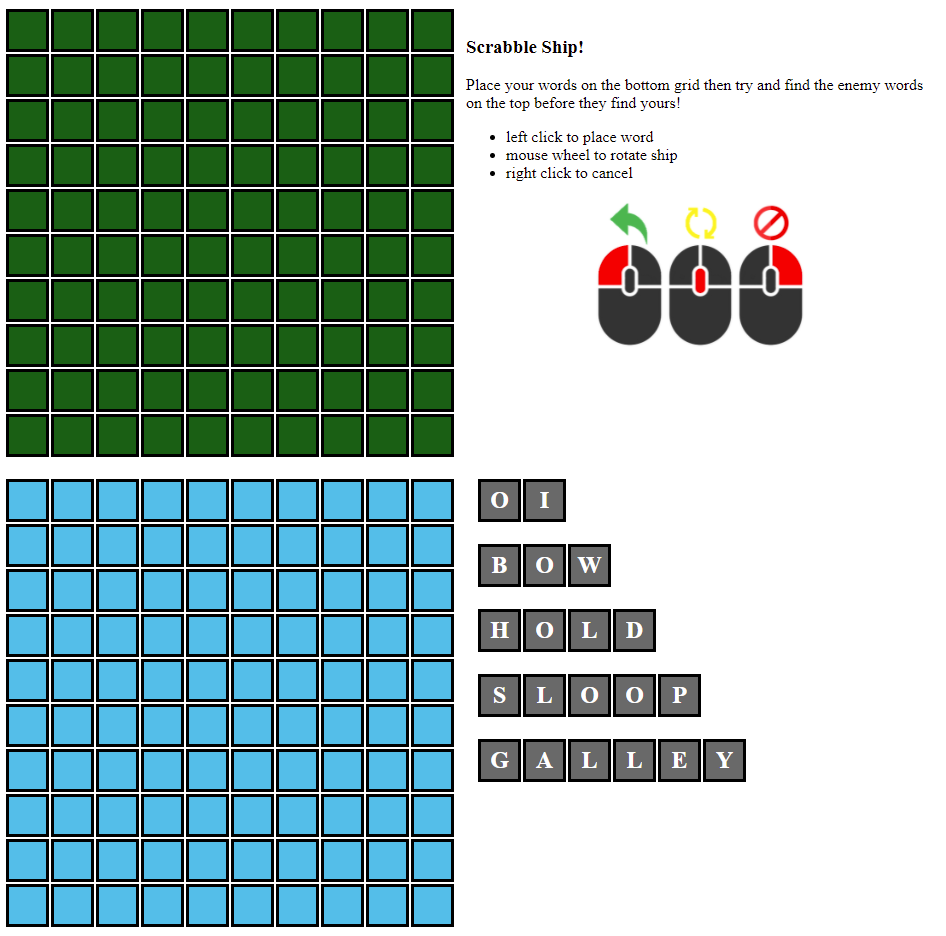 Scrabble Ship!
Place your words on the bottom grid then try and find the enemy words
on the top before they find yours!
left click to place word
mouse wheel to rotate ship
right click to cancel
O I
B O W
H O L D
S L O O P
G A L L E Y